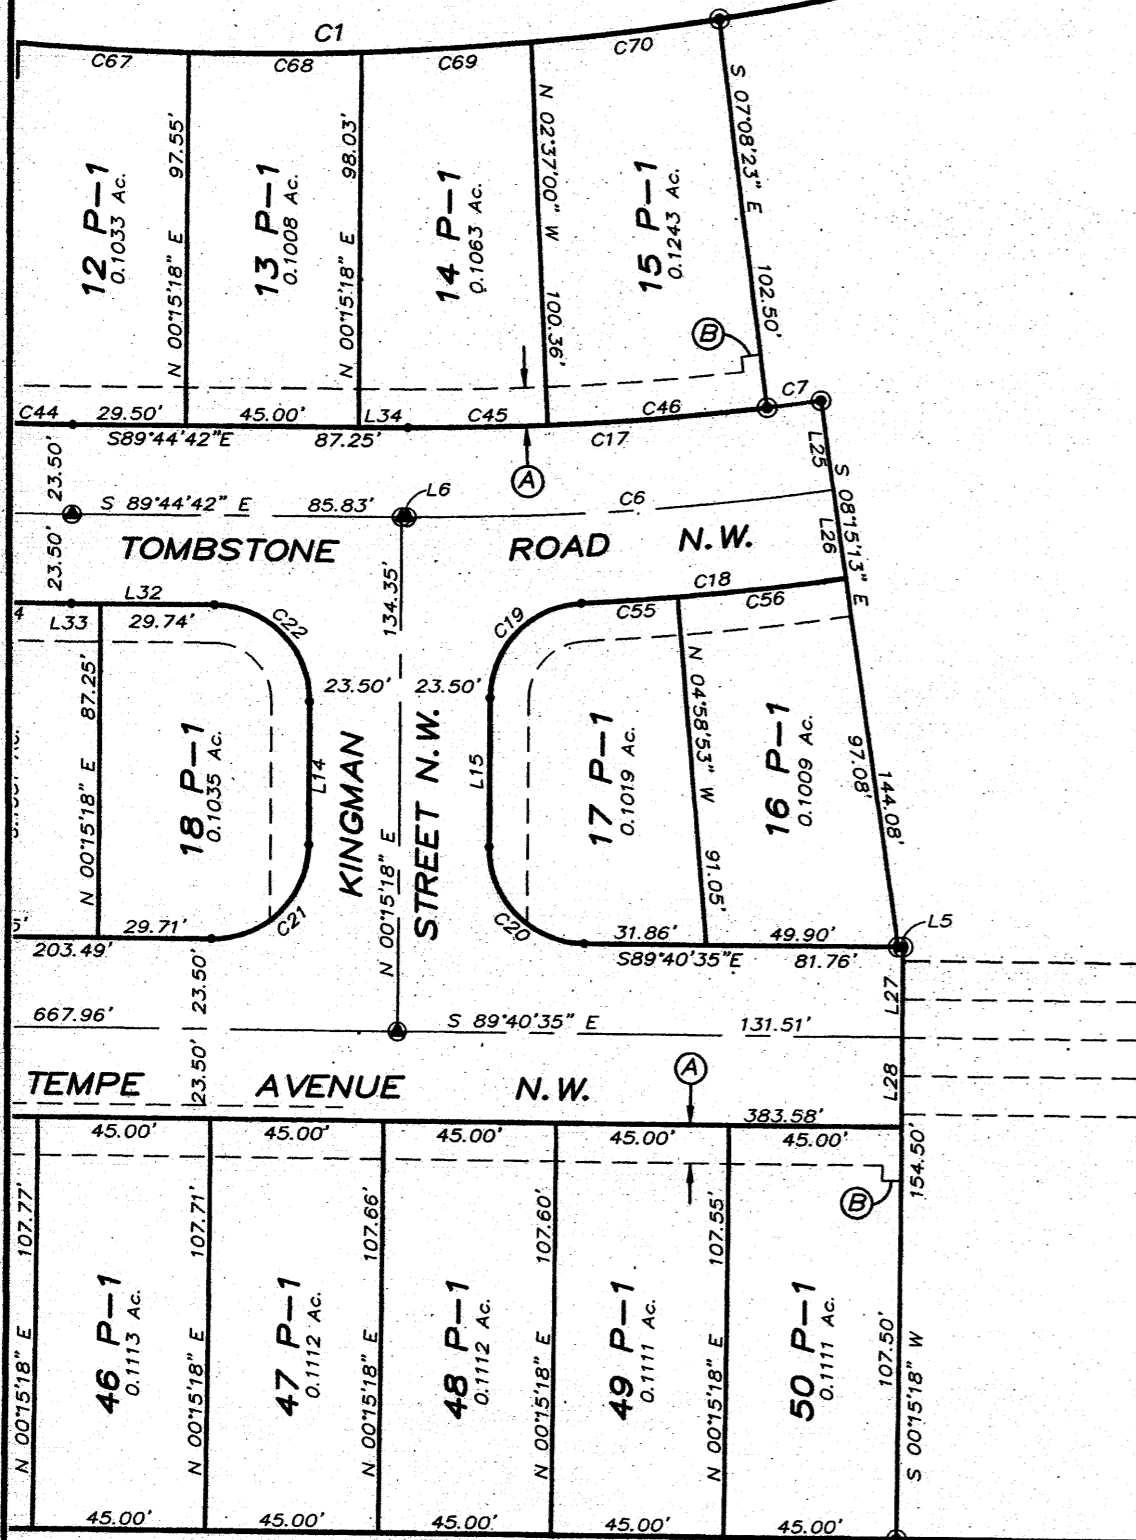 C1
C67
C68
C69
C70
97.55'
N 00°15'18" E
98.03'
N 00°15'18" E
N 02°37'00" W 100.36'
S 07°08'23" E 102.50'
12 P-1
0.1033 Ac.
13 P-1
0.1008 Ac.
14 P-1
0.1063 Ac.
15 P-1
0.1243 Ac.
B
C7
C44
29.50'
45.00'
L34
C45
C46
S89°44'42"E
87.25'
C17
A
L25
23.50'
S 89°44'42" E 85.83'
L6
C6
S 08°15'13" E
L26
TOMBSTONE ROAD N.W.
23.50'
134.35'
L32
C18
4
L33
29.74'
C22
C19
C55
C56
23.50'
23.50'
87.25'
N 00°15'18" E
18 P-1
0.1035 Ac.
L14
KINGMAN
STREET N.W.
N 00°15'18" E
L15
17 P-1
0.1019 Ac.
N 04°58'53" W 91.05'
16 P-1
0.1009 Ac.
97.08'
144.08'
5'
29.71'
C21
C20
31.86'
49.90'
L5
203.49'
S89°40'35"E
81.76'
23.50'
L27
667.96'
S 89°40'35" E
131.51'
23.50'
TEMPE AVENUE N.W.
A
L28
383.58'
45.00'
45.00'
45.00'
45.00'
45.00'
154.50'
B
107.77'
N 00°15'18" E
107.71'
N 00°15'18" E
107.66'
N 00°15'18" E
107.60'
N 00°15'18" E
107.55'
N 00°15'18" E
107.50'
S 00°15'18" W
46 P-1
0.1113 Ac.
47 P-1
0.1112 Ac.
48 P-1
0.1112 Ac.
49 P-1
0.1111 Ac.
50 P-1
0.1111 Ac.
45.00'
45.00'
45.00'
45.00'
45.00'